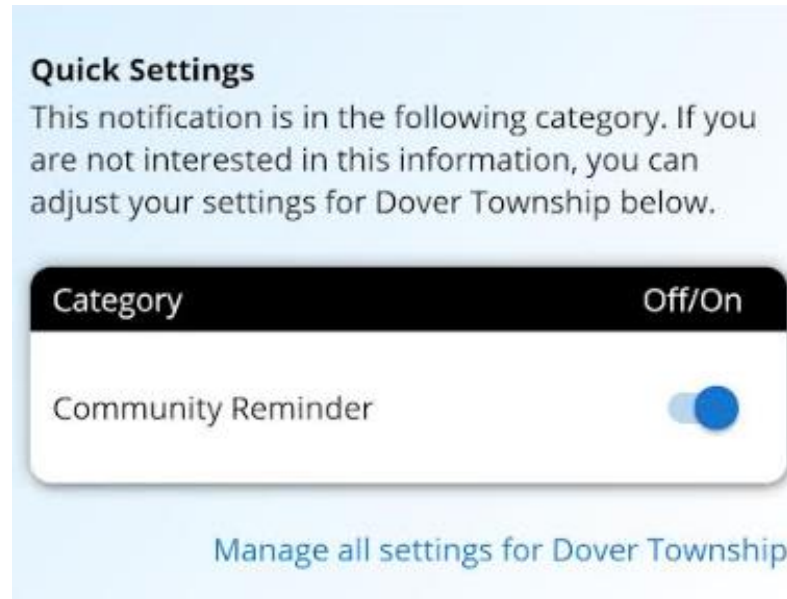 Quick Settings
This notification is in the following category. If you
are not interested in this information, you can
adjust your settings for Dover Township below.
Category Off/On
Community Reminder
Manage all settings for Dover Township